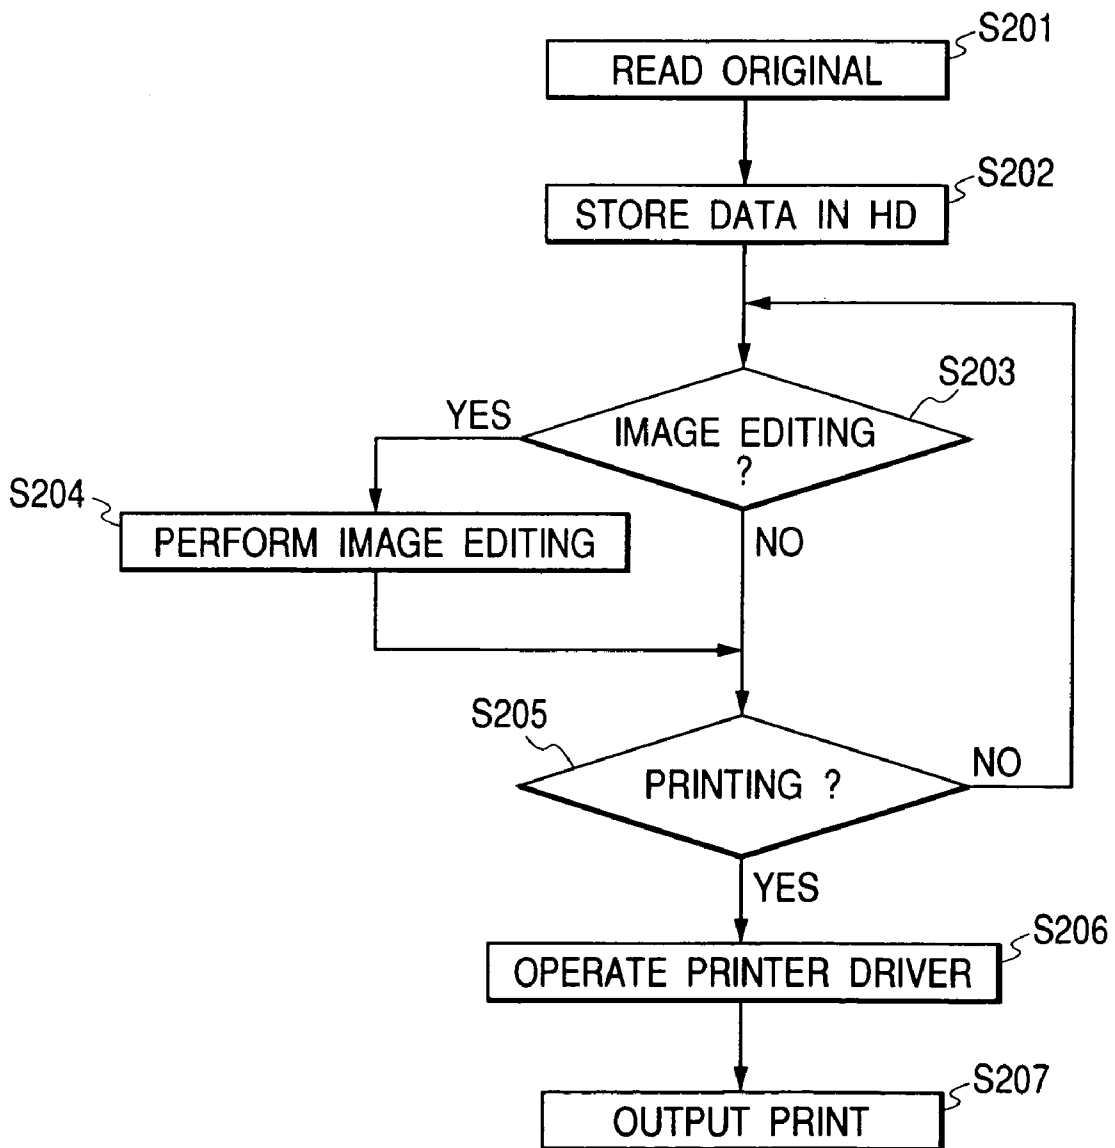 S201
READ ORIGINAL
S202
STORE DATA IN HD
S203
YES
IMAGE EDITING
?
S204
PERFORM IMAGE EDITING
NO
S205
PRINTING ?
NO
YES
S206
OPERATE PRINTER DRIVER
S207
OUTPUT PRINT